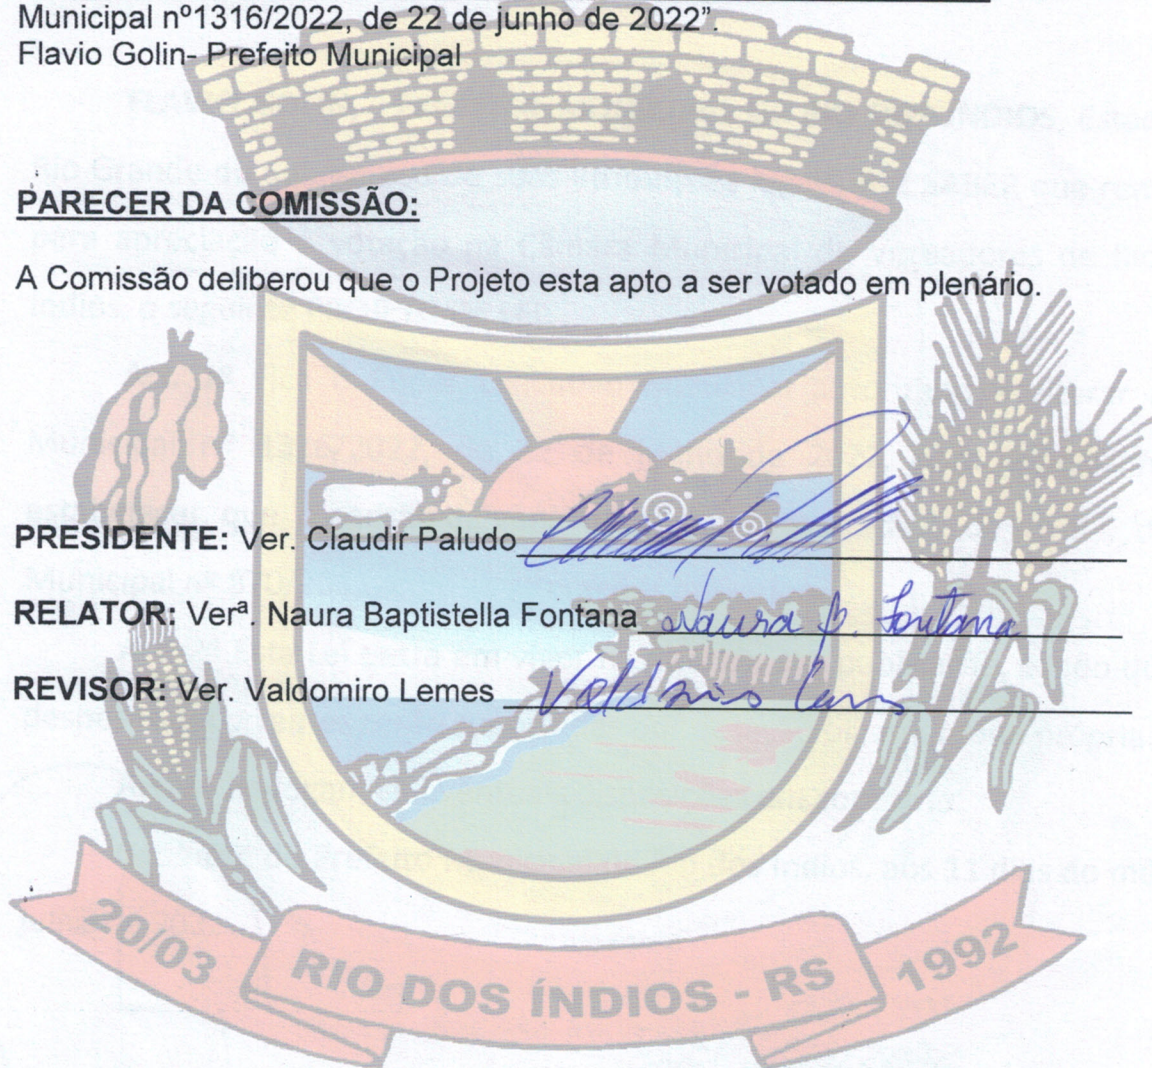 Municipal nº1316/2022, de 22 de junho de 2022”.
Flavio Golin- Prefeito Municipal
PARECER DA COMISSÃO:
A Comissão deliberou que o Projeto esta apto a ser votado em plenário.
PRESIDENTE: Ver. Claudir Paludo
RELATOR: Verª. Naura Baptistella Fontana Naura B. Fontana
REVISOR: Ver. Valdomiro Lemes
20/03 RIO DOS ÍNDIOS - RS 1992